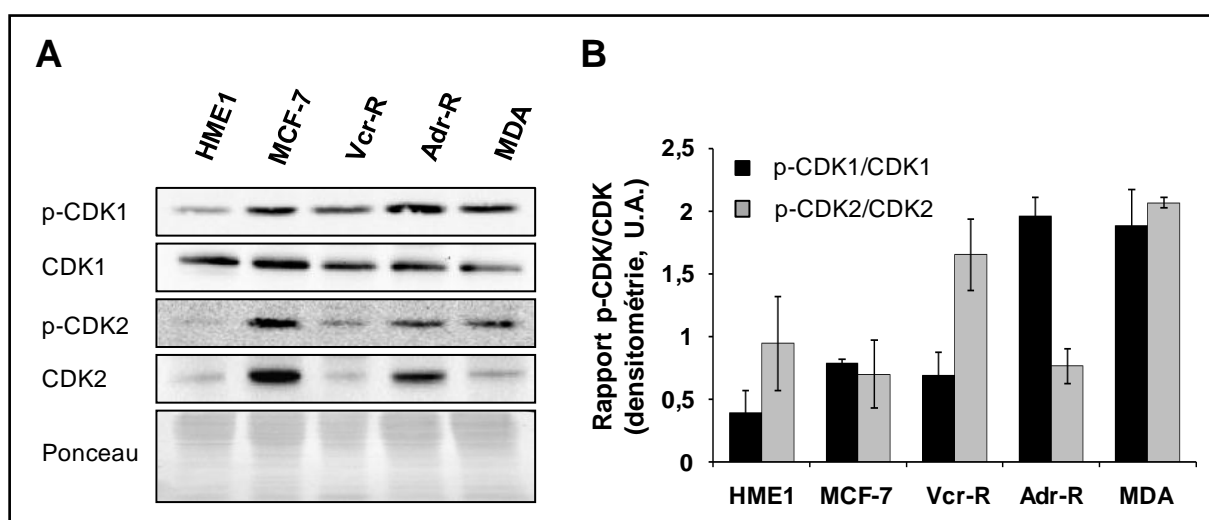 A
HME1 MCF-7 Vcr-R Adr-R MDA
p-CDK1
CDK1
p-CDK2
CDK2
Ponceau
B
Rapport p-CDK/CDK
(densitométrie, U.A.)
2,5
2
1,5
1
0,5
0
p-CDK1/CDK1
p-CDK2/CDK2
HME1 MCF-7 Vcr-R Adr-R MDA